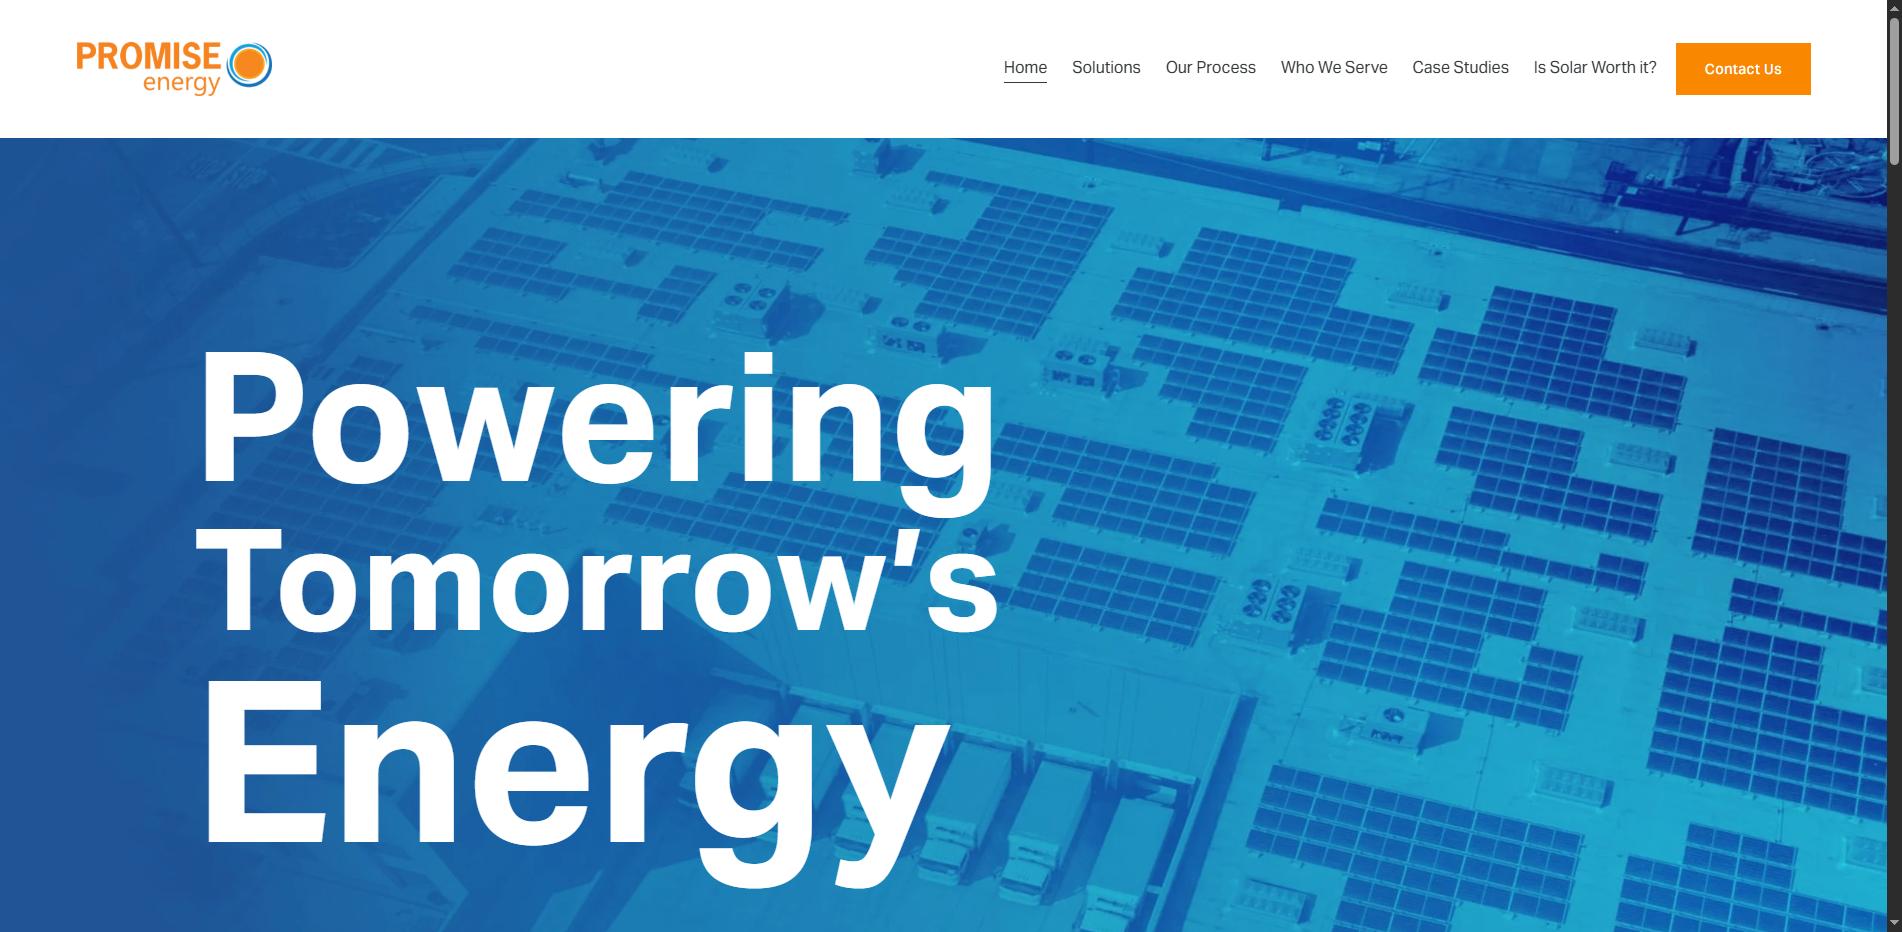 PROMISE
energy
Home Solutions Our Process Who We Serve Case Studies Is Solar Worth it? Contact Us
Powering
Tomorrow's
Energy